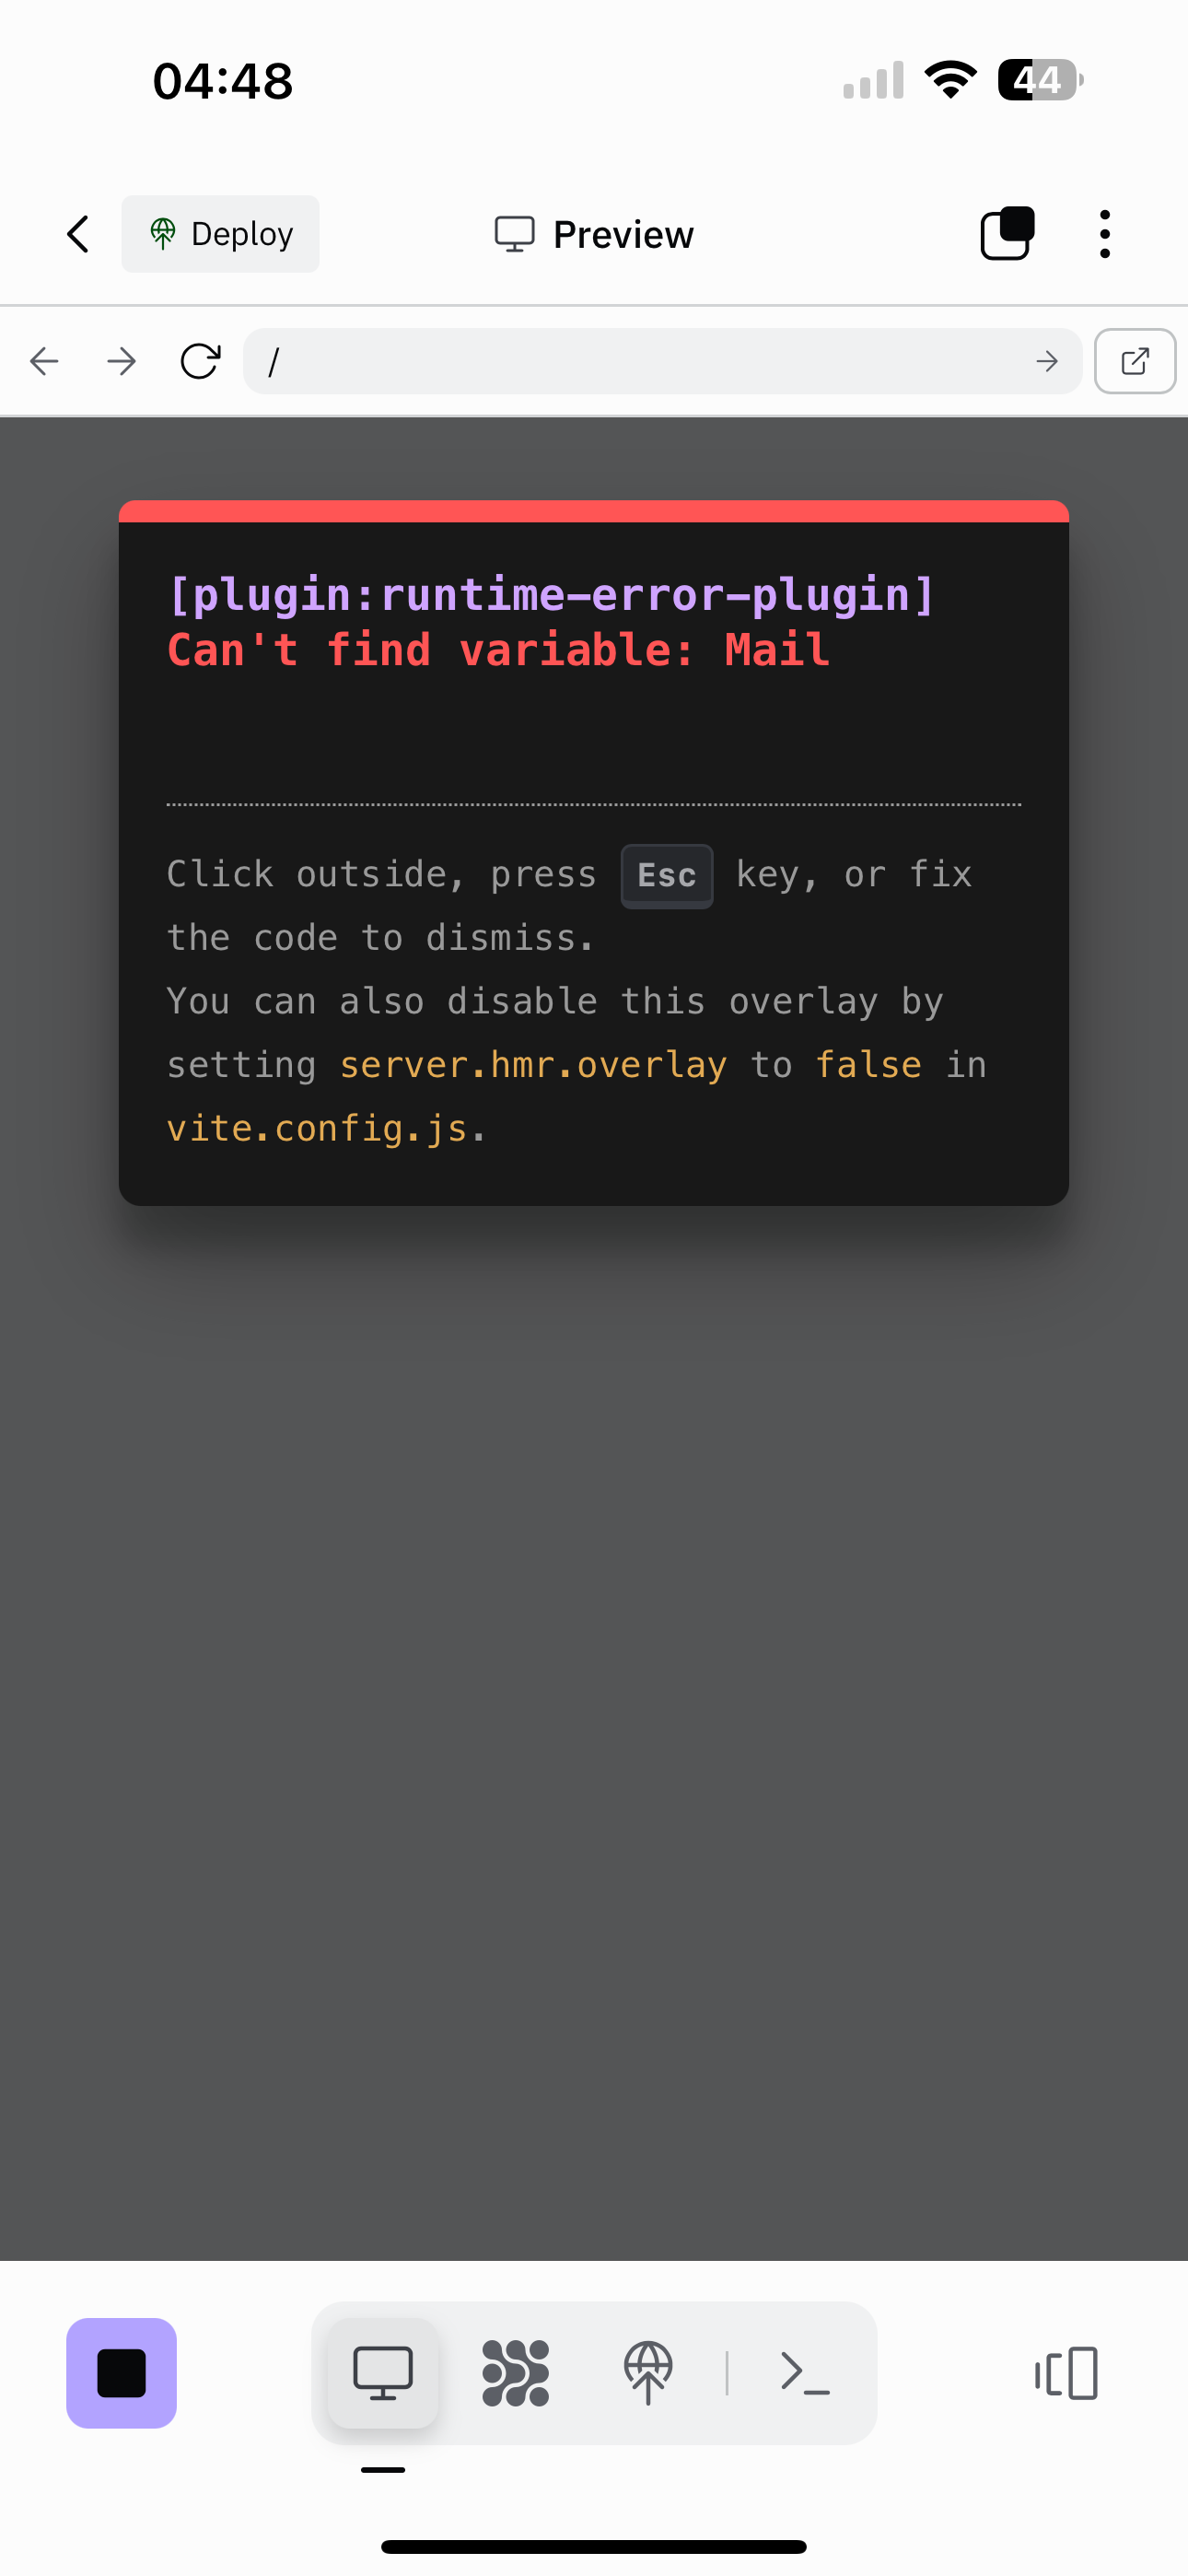 04:48
44
Deploy
Preview
/
[plugin:runtime-error-plugin]
Can't find variable: Mail
Click outside, press Esc key, or fix
the code to dismiss.
You can also disable this overlay by
setting server.hmr.overlay to false in
vite.config.js.